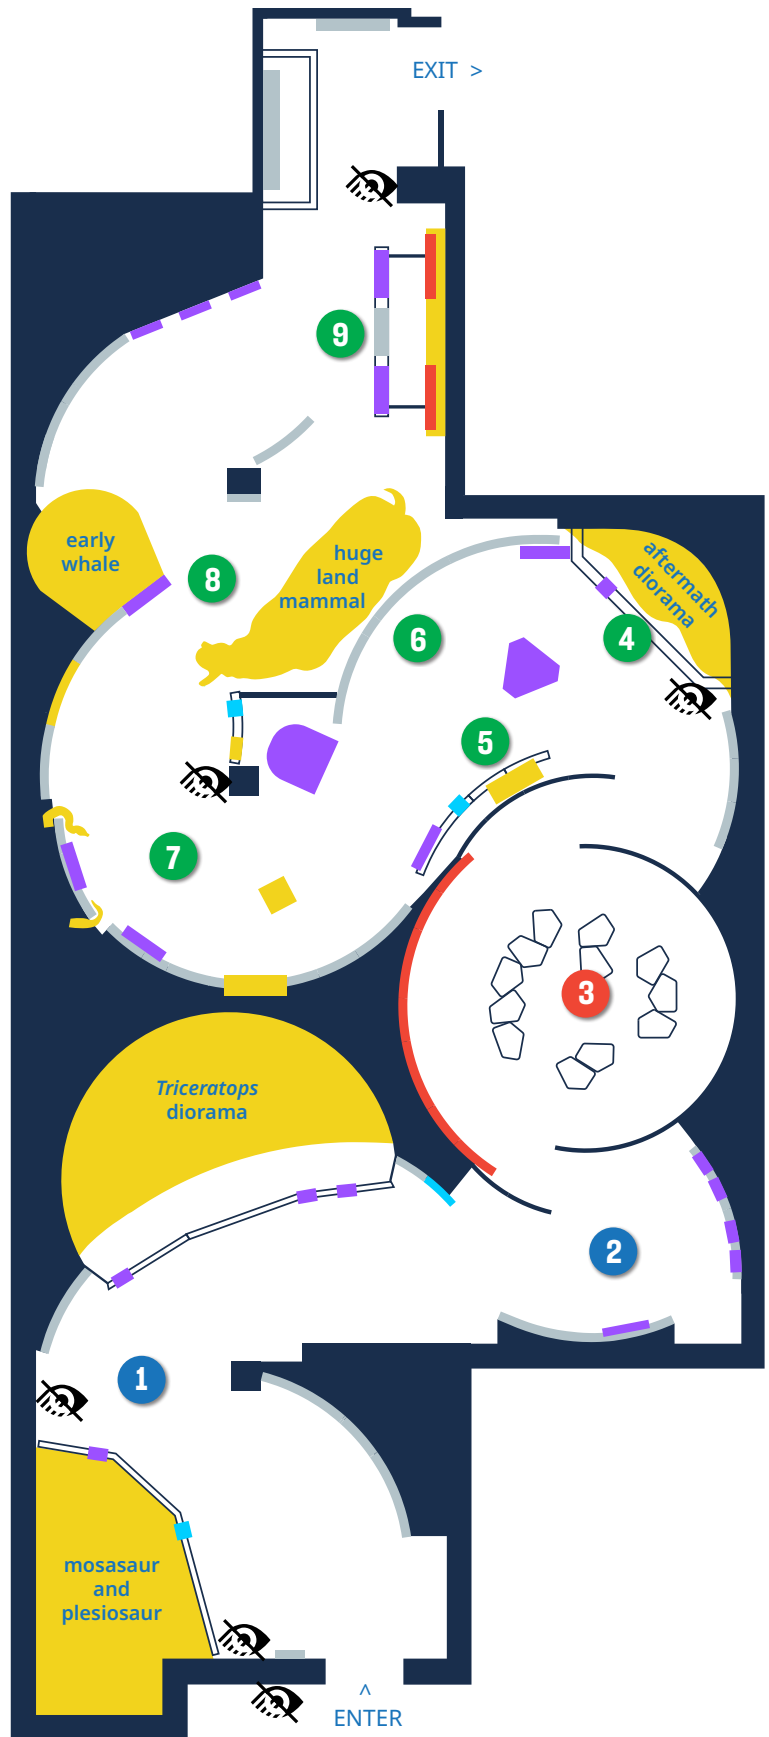 EXIT >
9
early
whale
8
huge
land
mammal
6
aftermath
diorama
4
5
7
3
Triceratops
diorama
2
1
mosasaur
and
plesiosaur
^
ENTER